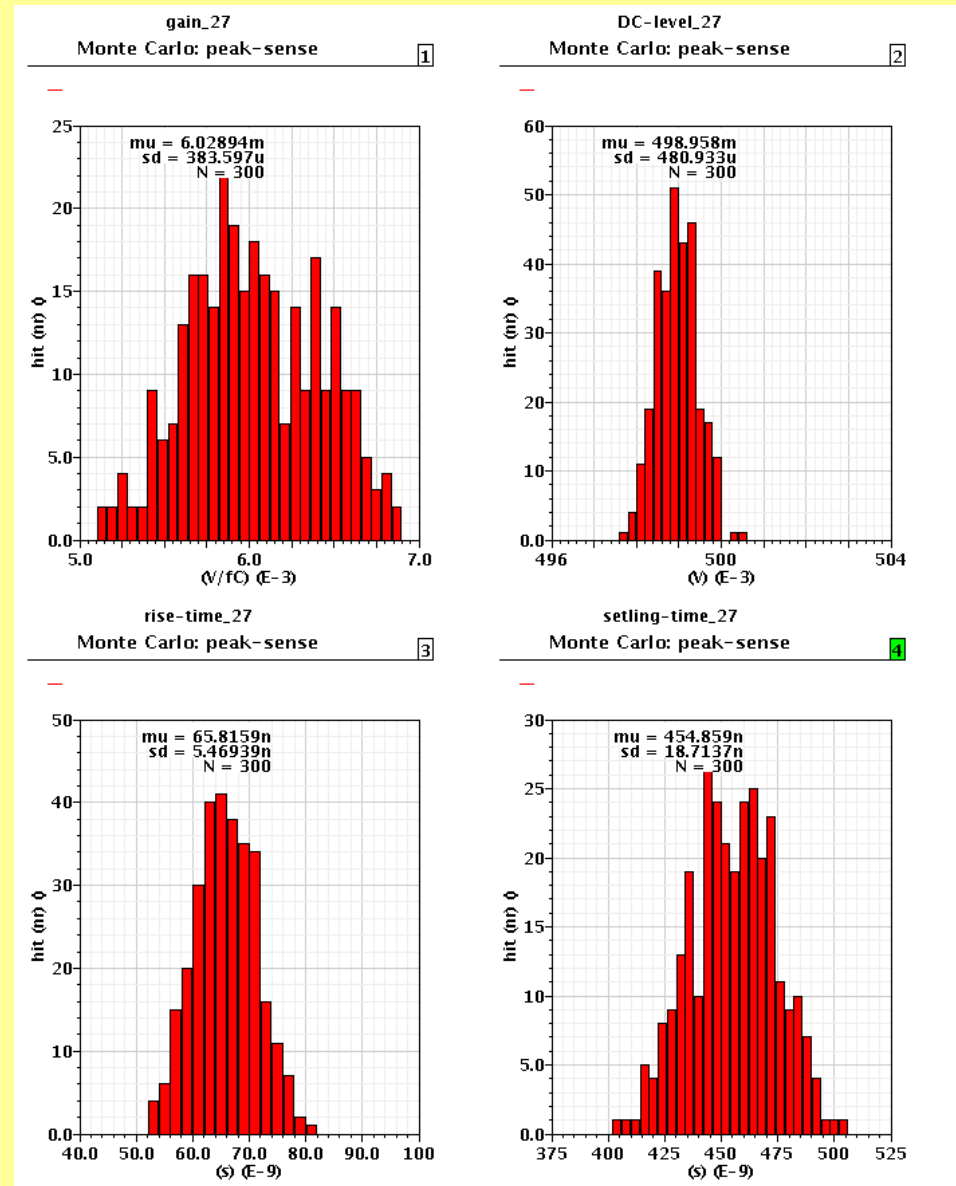 gain_27
Monte Carlo: peak-sense
1
mu = 6.02894m
sd = 383.597u
N = 300
25
20
15
10
5.0
0.0
hit (nr) ◊
5.0 6.0 7.0
(V/fC) (E-3)
DC-level_27
Monte Carlo: peak-sense
2
mu = 498.958m
sd = 480.933u
N = 300
60
50
40
30
20
10
0.0
hit (nr) ◊
496 500 504
(V) (E-3)
rise-time_27
Monte Carlo: peak-sense
3
mu = 65.8159n
sd = 5.46939n
N = 300
50
40
30
20
10
0.0
hit (nr) ◊
40.0 50.0 60.0 70.0 80.0 90.0 100
(s) (E-9)
setling-time_27
Monte Carlo: peak-sense
4
mu = 454.859n
sd = 18.7137n
N = 300
30
25
20
15
10
5.0
0.0
hit (nr) ◊
375 400 425 450 475 500 525
(s) (E-9)